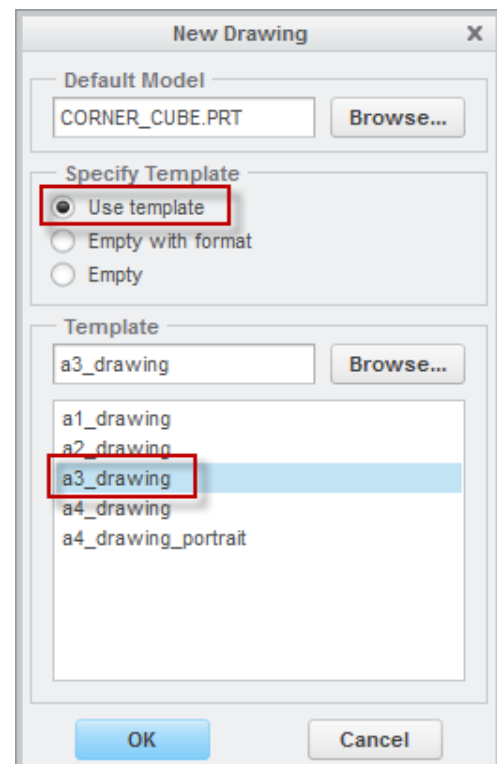 New Drawing X
Default Model
CORNER_CUBE.PRT Browse...
Specify Template
Use template
Empty with format
Empty
Template
a3_drawing Browse...
a1_drawing
a2_drawing
a3_drawing
a4_drawing
a4_drawing_portrait
OK Cancel